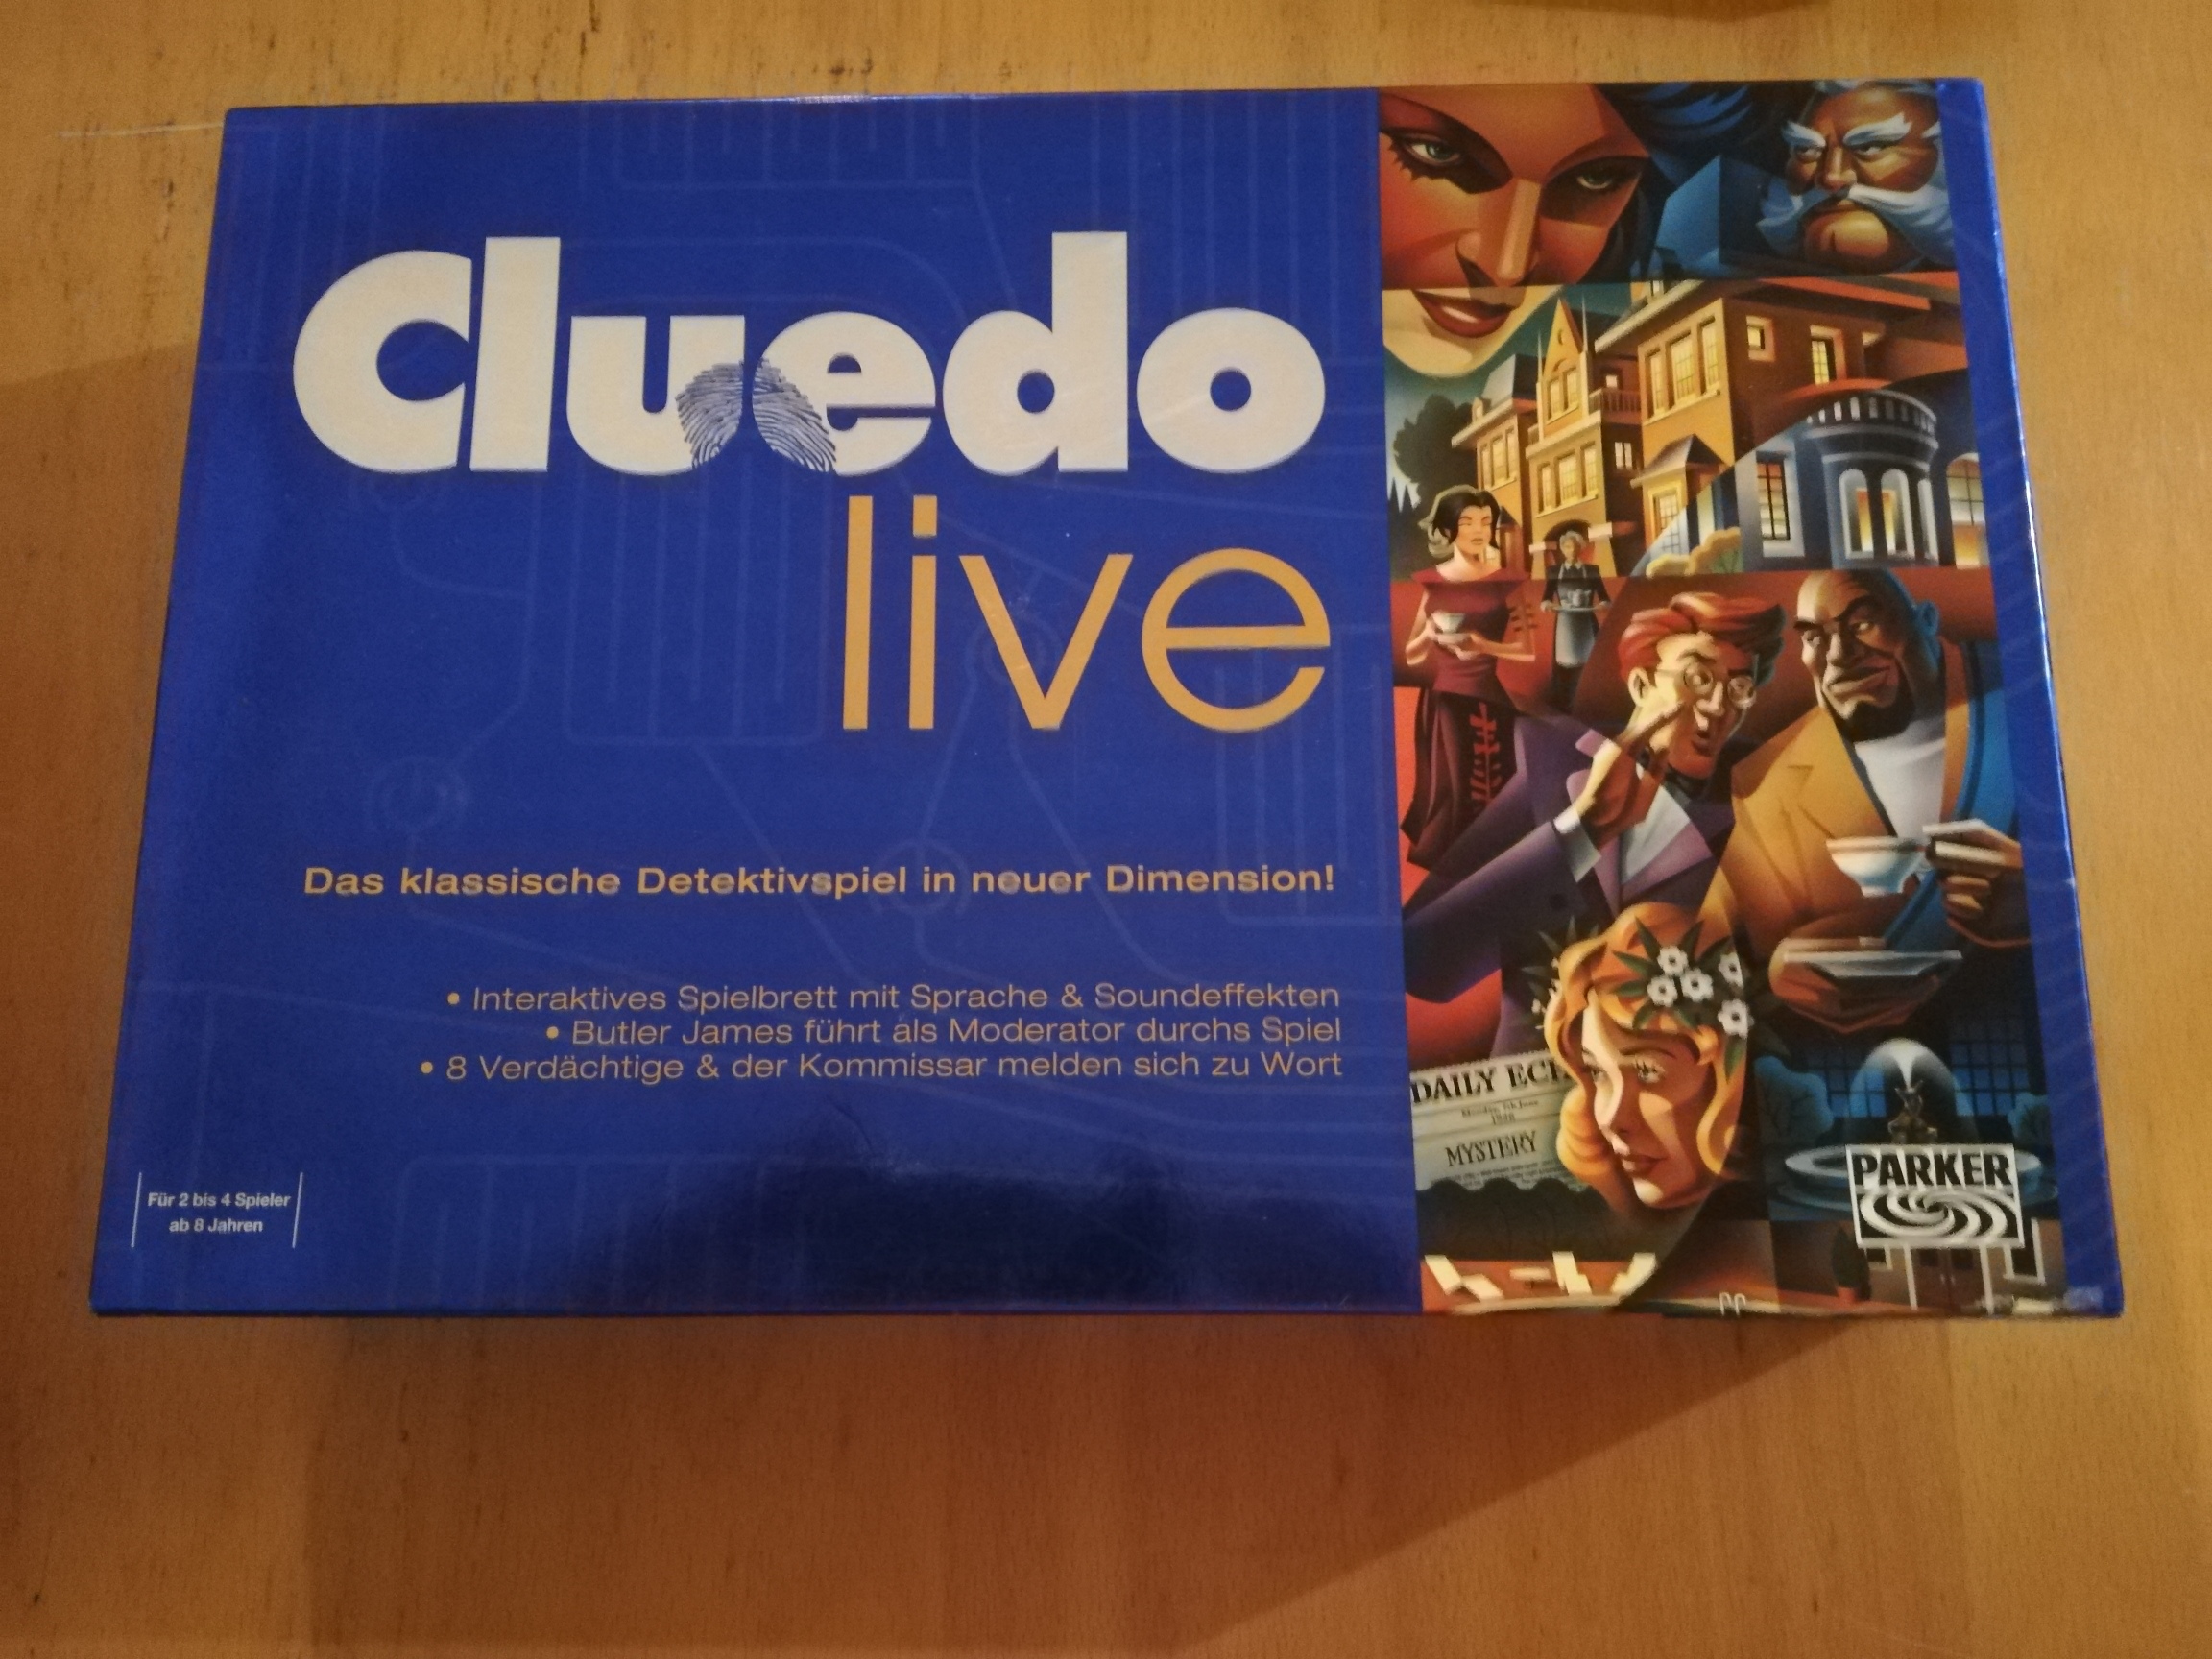 Cluedo
live
Das klassische Detektivspiel in neuer Dimension!
• Interaktives Spielbrett mit Sprache & Soundeffekten
• Butler James führt als Moderator durchs Spiel
• 8 Verdächtige & der Kommissar melden sich zu Wort
Für 2 bis 4 Spieler
ab 8 Jahren
DAILY
MYSTERY
PARKER